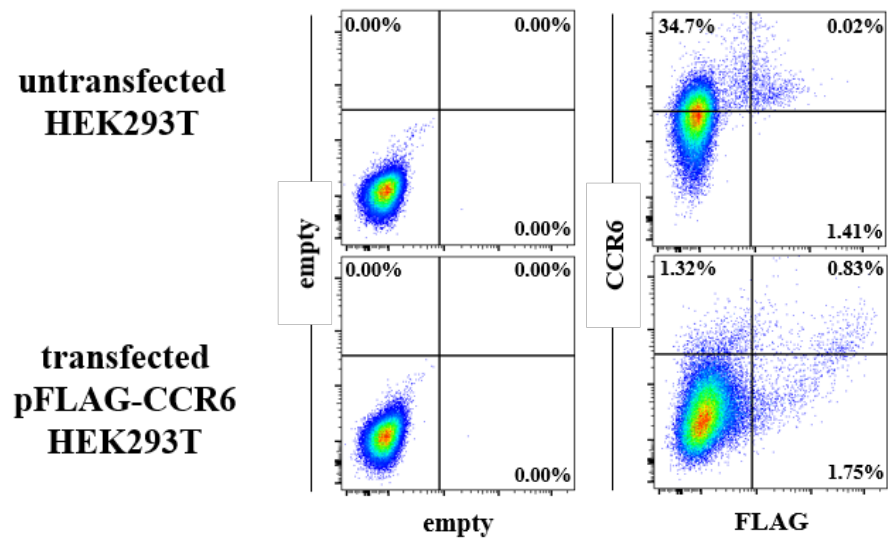 untransfected
HEK293T
0.00%
0.00%
0.00%
34.7%
0.02%
1.41%
empty
CCR6
transfected
pFLAG-CCR6
HEK293T
0.00%
0.00%
0.00%
1.32%
0.83%
1.75%
empty
FLAG